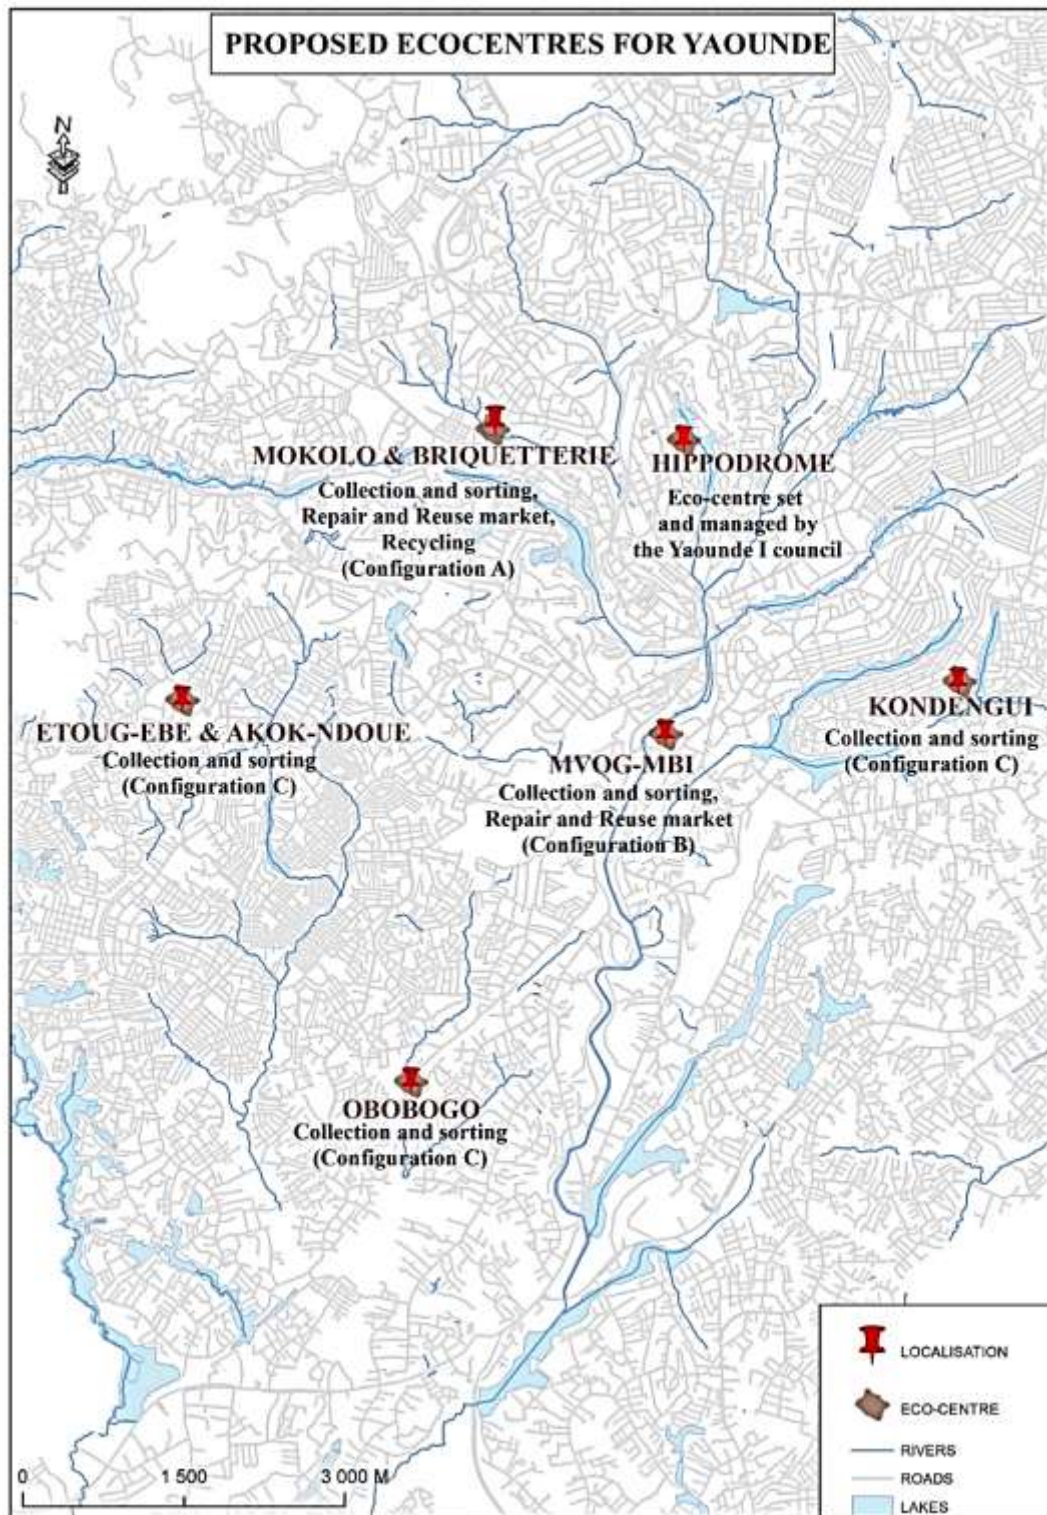 PROPOSED ECOCENTRES FOR YAOUNDE
N
MOKOLO & BRIQUETTERIE
Collection and sorting,
Repair and Reuse market,
Recycling
(Configuration A)
HIPPODROME
Eco-centre set
and managed by
the Yaounde I council
ETOUG-EBE & AKOK-NDOUE
Collection and sorting
(Configuration C)
KONDENGUI
Collection and sorting
(Configuration C)
MVOG-MBI
Collection and sorting,
Repair and Reuse market
(Configuration B)
OBOBOGO
Collection and sorting
(Configuration C)
LOCALISATION
ECO-CENTRE
RIVERS
ROADS
LAKES
0 1 500 3 000 M